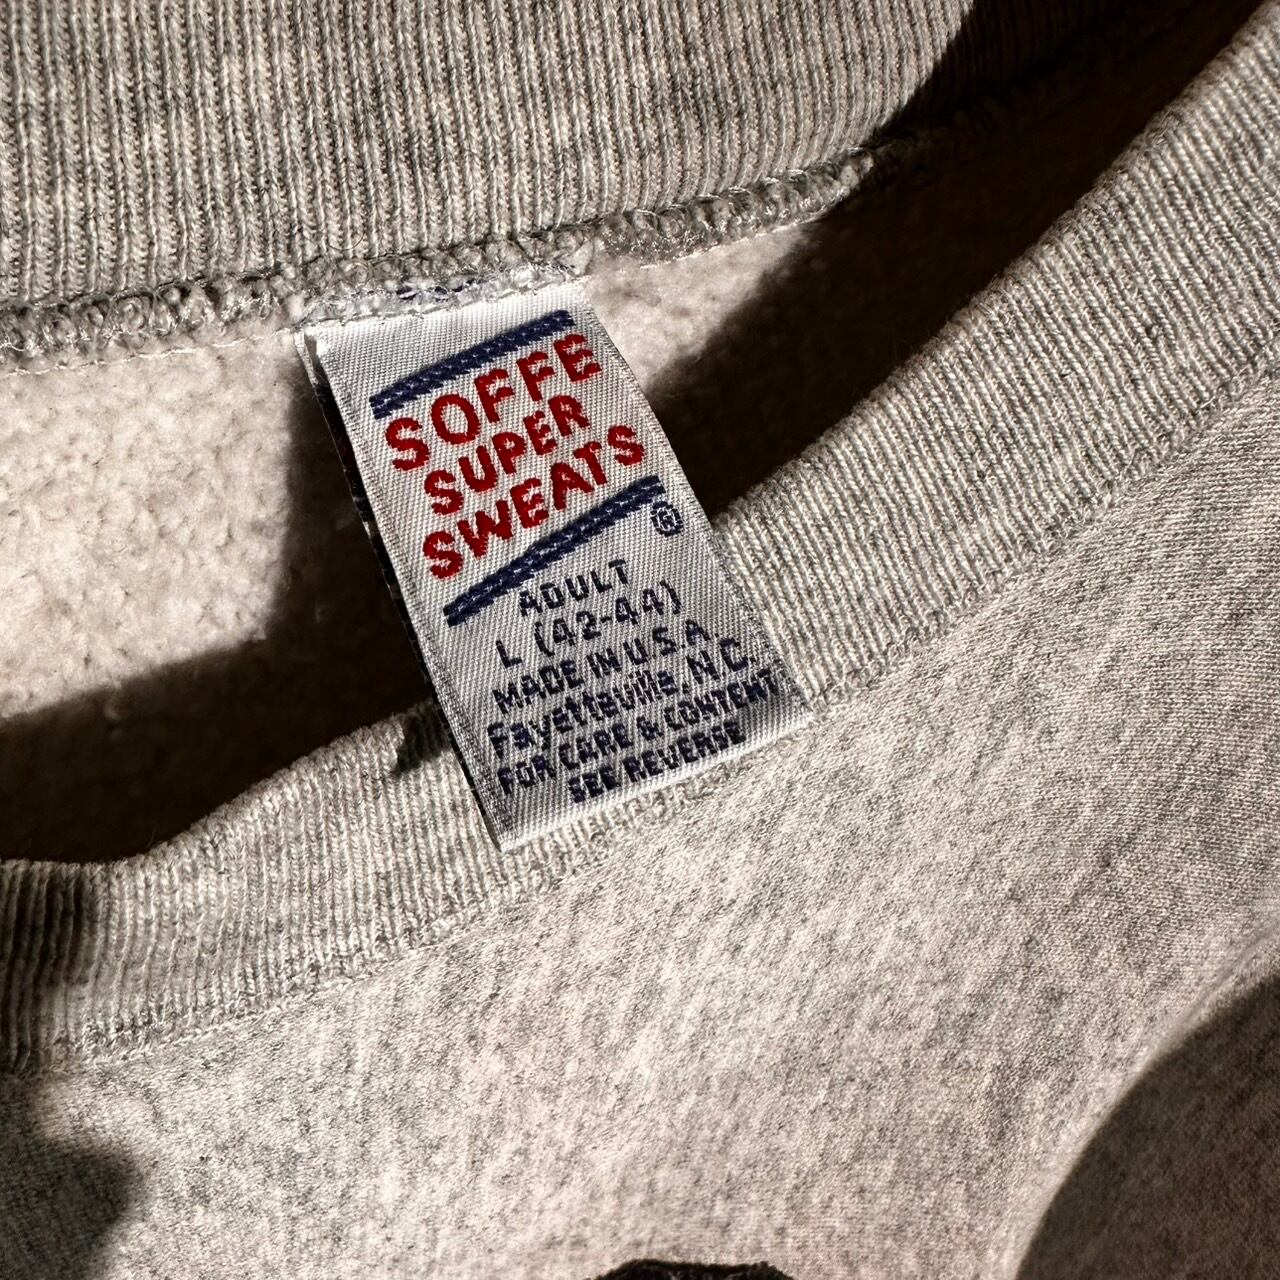 SOFFE
SUPER
SWEATS
®
ADULT
L (42-44)
MADE IN U.S.A.
Fayetteville, N.C.
FOR CARE & CONTENT
SEE REVERSE